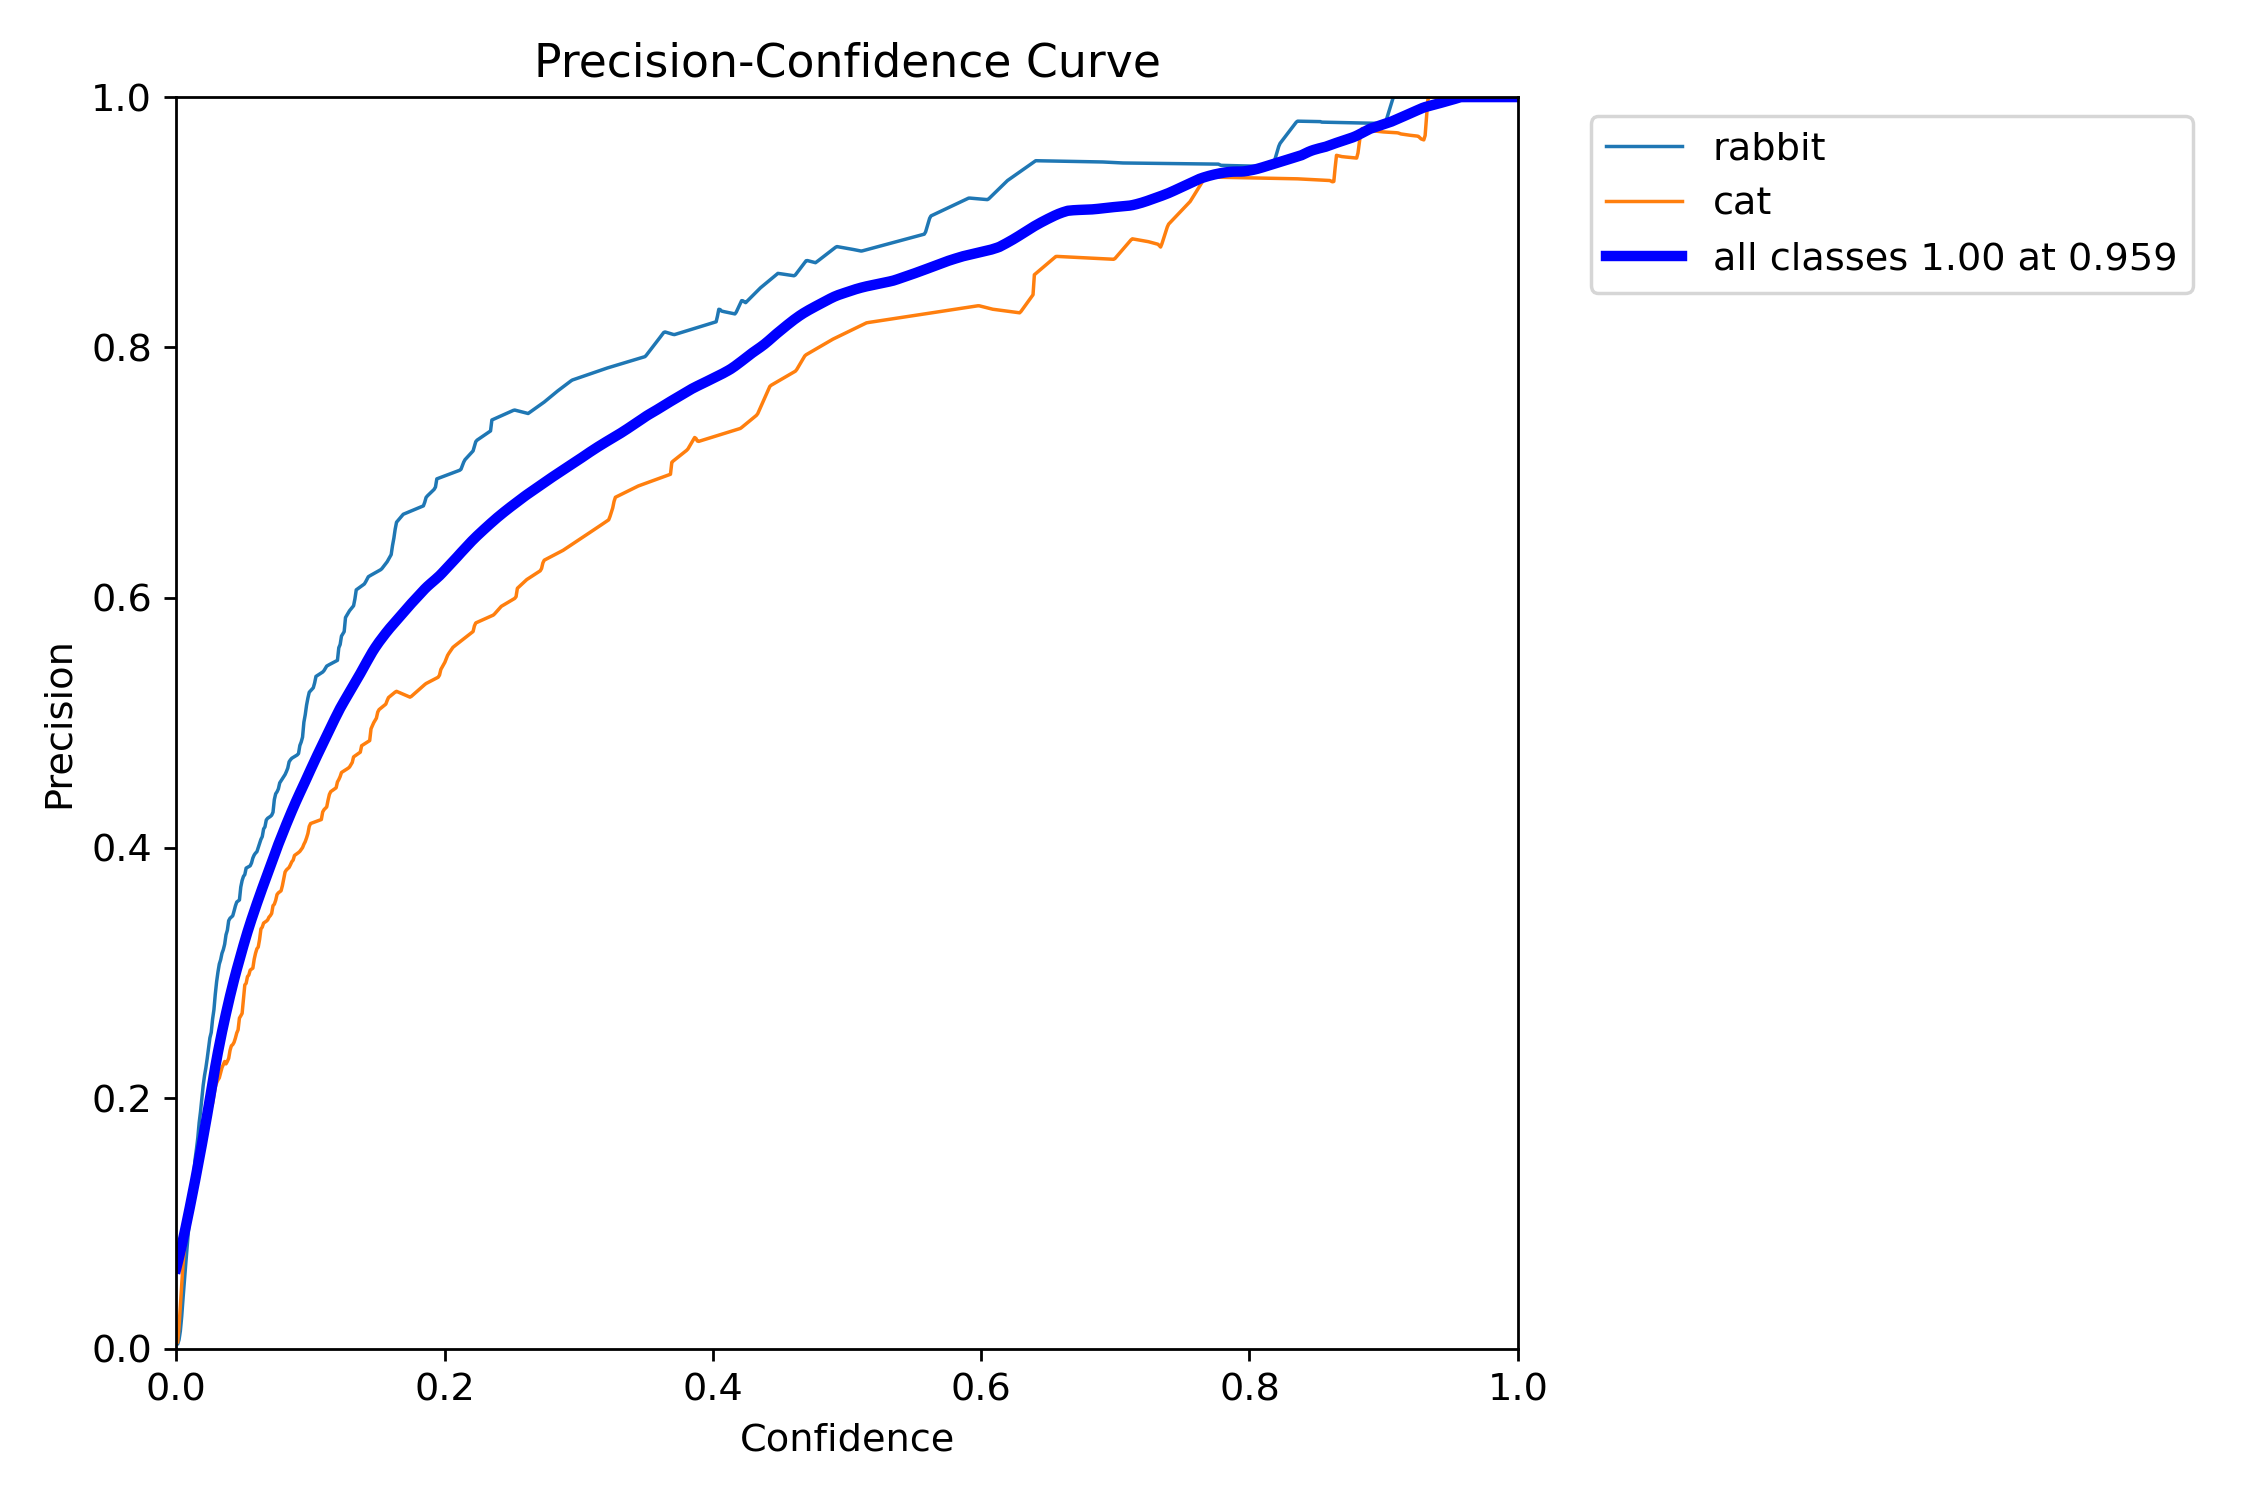 Precision-Confidence Curve
1.0
0.8
0.6
0.4
0.2
0.0
Precision
0.0 0.2 0.4 0.6 0.8 1.0
Confidence
rabbit
cat
all classes 1.00 at 0.959